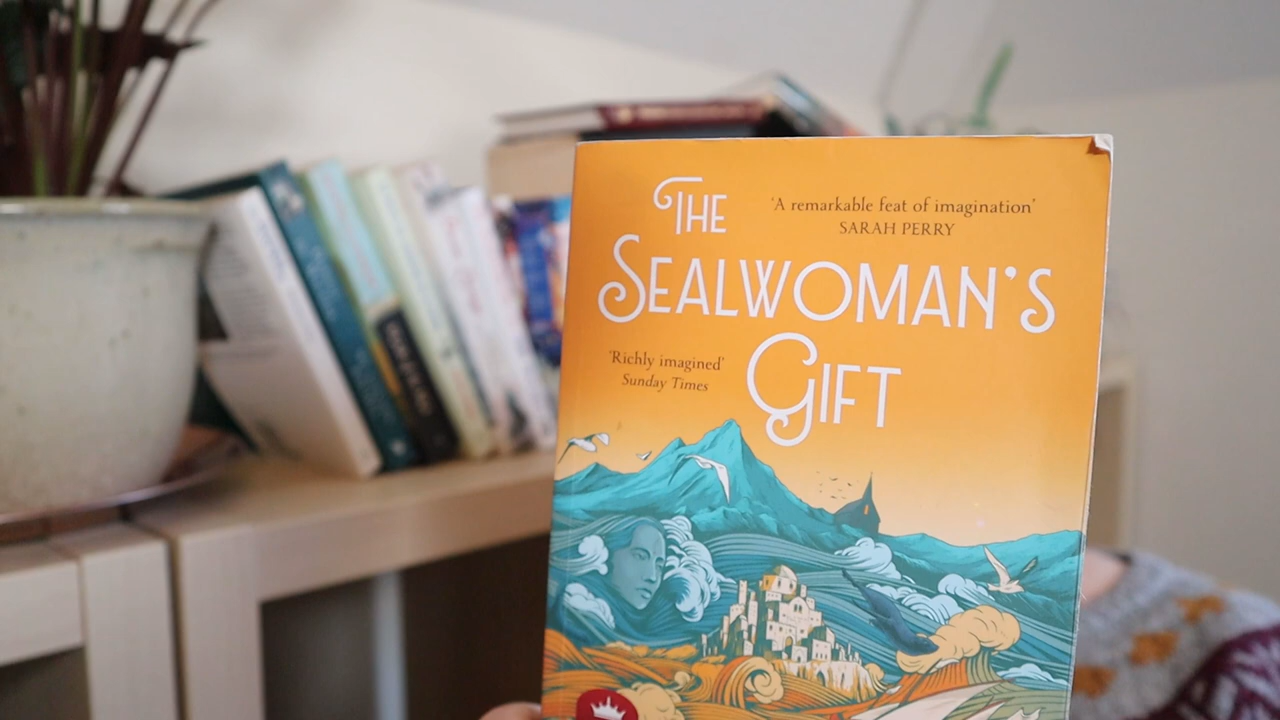 THE
'A remarkable feat of imagination'
SARAH PERRY
SEALWOMAN'S
'Richly imagined'
Sunday Times
GIFT